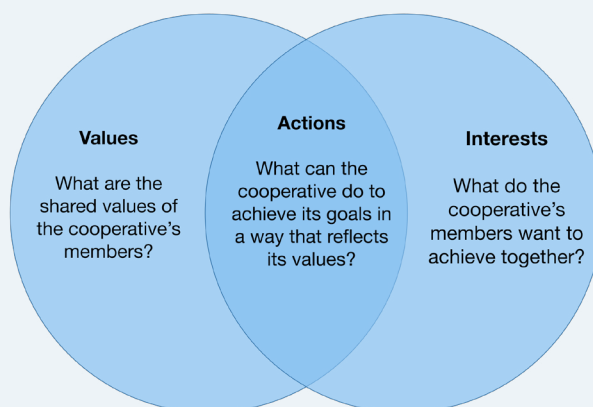 Values
What are the
shared values of
the cooperative's
members?
Actions
What can the
cooperative do to
achieve its goals in
a way that reflects
its values?
Interests
What do the
cooperative's
members want to
achieve together?